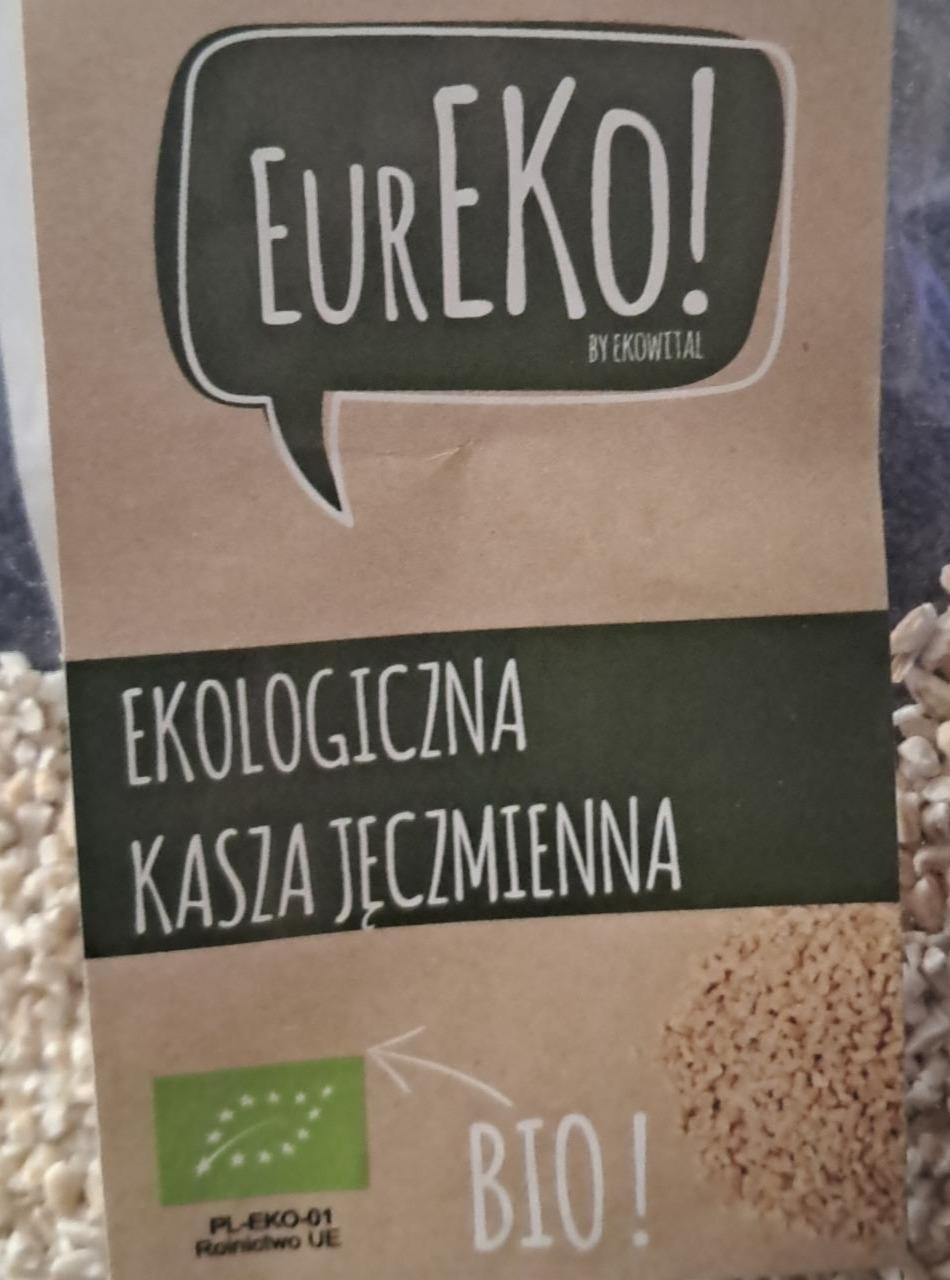 EurEKO!
BY EKOWITAL
EKOLOGICZNA
KASZA JĘCZMIENNA
BIO!
PL-EKO-01
Rolnictwo UE